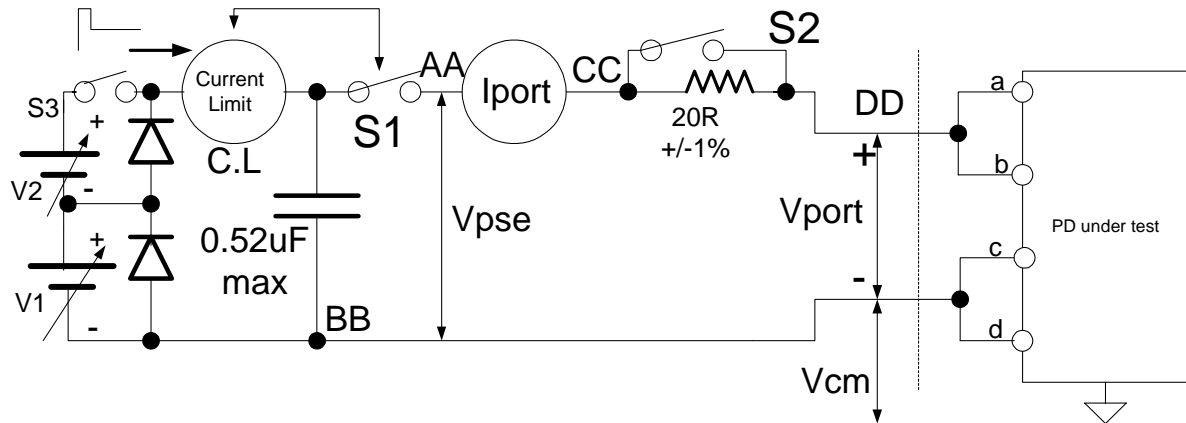 S2
AA
CC
a
Current
Limit
Iport
S3
+
S1
20R
+/-1%
DD
C.L
+
b
V2
-
Vpse
Vport
PD under test
+
0.52uF
max
c
V1
-
-
BB
d
Vcm